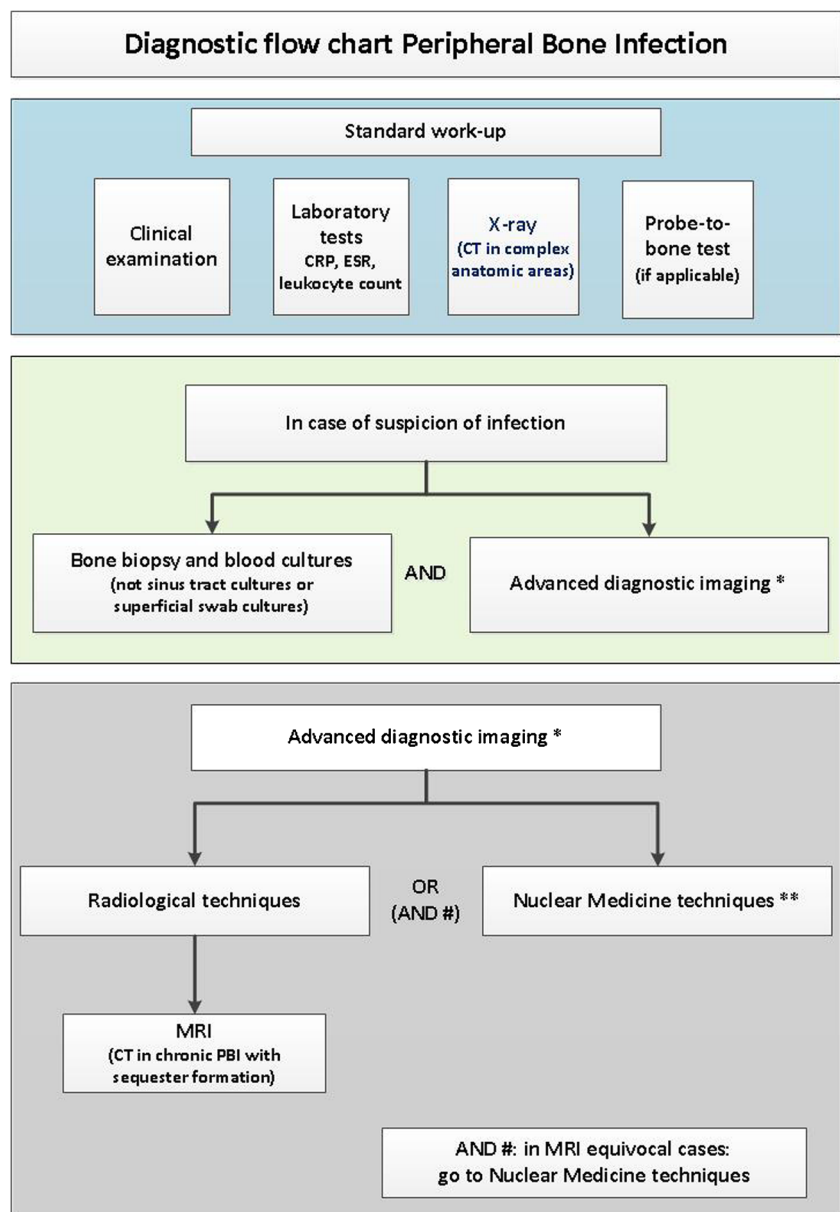 Diagnostic flow chart Peripheral Bone Infection
Standard work-up
Clinical
examination
Laboratory
tests
CRP, ESR,
leukocyte count
X-ray
(CT in complex
anatomic areas)
Probe-to-
bone test
(if applicable)
In case of suspicion of infection
Bone biopsy and blood cultures
(not sinus tract cultures or
superficial swab cultures)
AND
Advanced diagnostic imaging *
Advanced diagnostic imaging *
Radiological techniques
OR
(AND #)
Nuclear Medicine techniques **
MRI
(CT in chronic PBI with
sequester formation)
AND #: in MRI equivocal cases:
go to Nuclear Medicine techniques